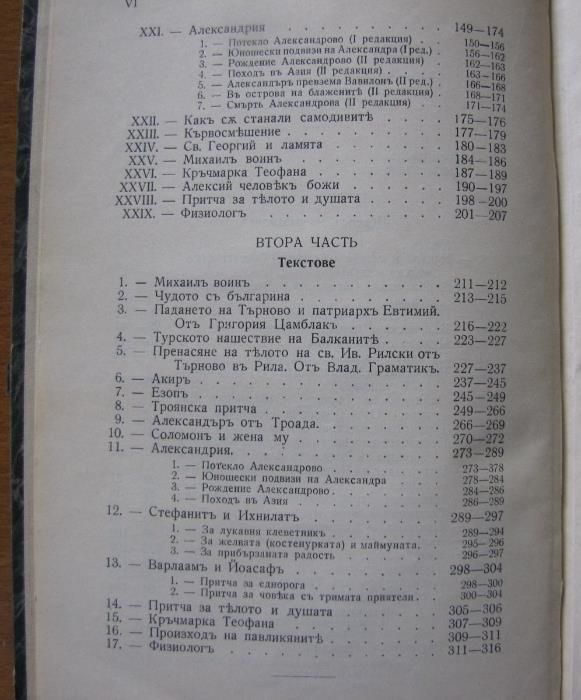 VI
XXI. — Александрия . . . . . . . . . . 149—174
1. — Потекло Александрово (I редакция) . . . 150—156
2. — Юношески подвизи на Александра (I ред.) . 156—162
3. — Рождение Александрово (II редакция) . . 162—163
4. — Походъ въ Азия (II редакция) . . . . 163—166
5. — Александъръ превзема Вавилонъ (II ред.) . 166—168
6. — Въ острова на блаженитѣ (II редакция) . 168—171
7. — Смърть Александрова (II редакция) . . 171—174
XXII. — Какъ сѫ станали самодивитѣ . . . . 175—176
XXIII. — Кървосмѣшение . . . . . . . . . 177—179
XXIV. — Св. Георгий и ламята . . . . . . . 180—183
XXV. — Михаилъ воинъ . . . . . . . . . 184—186
XXVI. — Кръчмарка Теофана . . . . . . . . 187—189
XXVII. — Алексий человѣкъ божи . . . . . . 190—197
XXVIII. — Притча за тѣлото и душата . . . . . 198—200
XXIX. — Физиологъ . . . . . . . . . . 201—207
ВТОРА ЧАСТЬ
Текстове
1. — Михаилъ воинъ . . . . . . . . . 211—212
2. — Чудото съ българина . . . . . . . . 213—215
3. — Падането на Търново и патриархъ Евтимий.
Отъ Григория Цамблакъ . . . . . . . 216—222
4. — Турското нашествие на Балканитѣ . . . . 223—227
5. — Пренасяне на тѣлото на св. Ив. Рилски отъ
Търново въ Рила. Отъ Влад. Граматикъ. 227—237
6. — Акиръ . . . . . . . . . . . . 237—245
7. — Езопъ . . . . . . . . . . . . 245—249
8. — Троянска притча . . . . . . . . . 249—266
9. — Александъръ отъ Троада . . . . . . . 266—269
10. — Соломонъ и жена му . . . . . . . . 270—272
11. — Александрия . . . . . . . . . . 273—289
1. — Потекло Александрово . . . . . . 273—378
2. — Юношески подвизи на Александра . . . 278—284
3. — Рождение Александрово . . . . . . 284—286
4. — Походъ въ Азия . . . . . . . . 286—289
12. — Стефанитъ и Ихнилатъ . . . . . . . 289—297
1. — За лукавия клеветникъ . . . . . . 289—294
2. — За желвата (костенурката) и маймуната . . 295—296
3. — За прибързаната радость . . . . . 296—297
13. — Варлаамъ и Йоасафъ . . . . . . . . 298—304
1. — Притча за еднорога . . . . . . . 298—300
2. — Притча за човѣка съ тримата приятели . . 300—304
14. — Притча за тѣлото и душата . . . . . . 305—306
15. — Кръчмарка Теофана . . . . . . . . 307—309
16. — Произходъ на павликянитѣ . . . . . . 309—311
17. — Физиологъ . . . . . . . . . . . 311—316